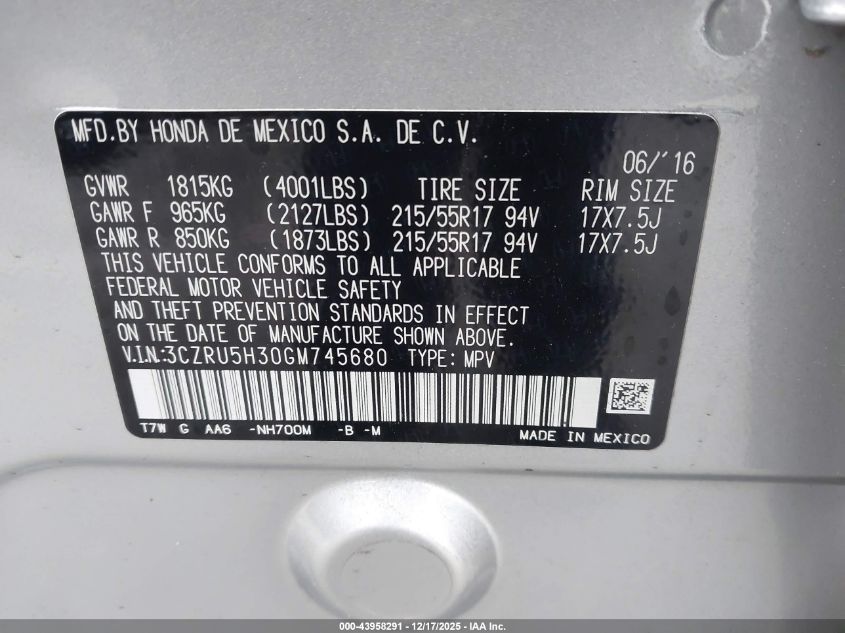 MFD.BY HONDA DE MEXICO S.A. DE C.V.
06/'16
GVWR 1815KG (4001LBS) TIRE SIZE RIM SIZE
GAWR F 965KG (2127LBS) 215/55R17 94V 17X7.5J
GAWR R 850KG (1873LBS) 215/55R17 94V 17X7.5J
THIS VEHICLE CONFORMS TO ALL APPLICABLE
FEDERAL MOTOR VEHICLE SAFETY
AND THEFT PREVENTION STANDARDS IN EFFECT
ON THE DATE OF MANUFACTURE SHOWN ABOVE.
V.I.N.:3CZRU5H30GM745680 TYPE: MPV
T7W G AA6 -NH700M -B -M
MADE IN MEXICO
000-43958291 - 12/17/2025 - IAA Inc.